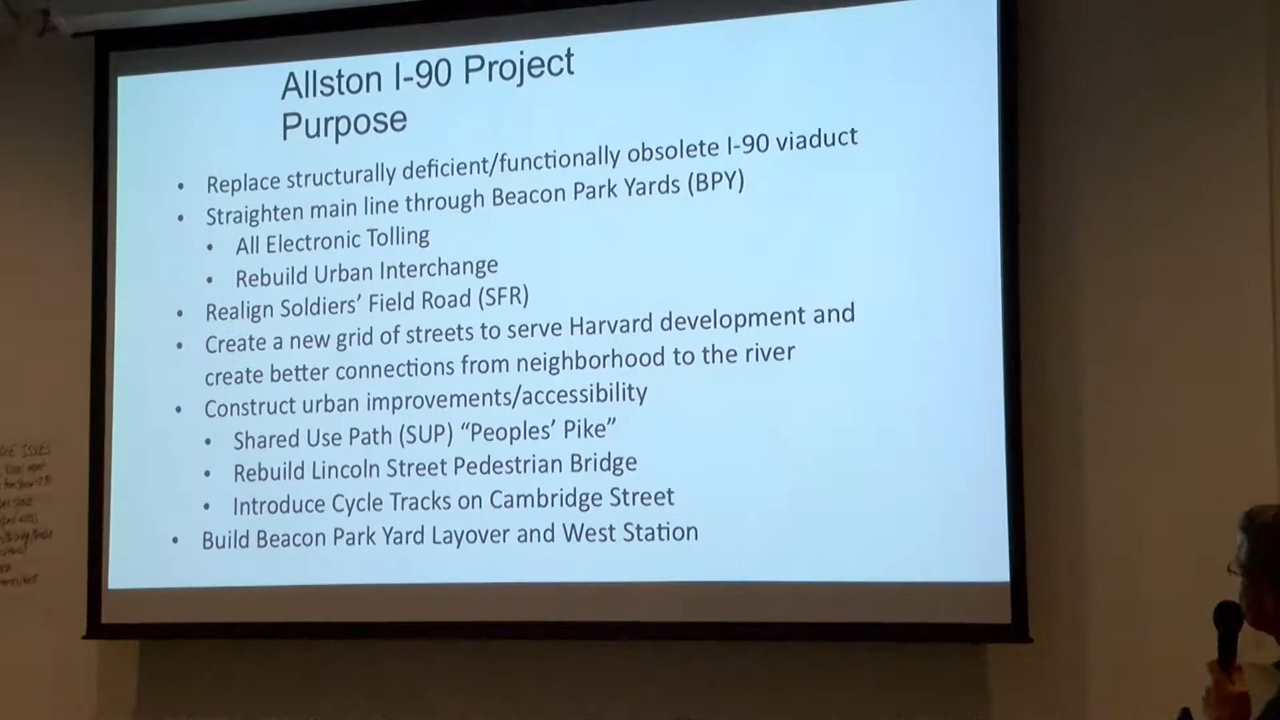 Allston I-90 Project
Purpose
• Replace structurally deficient/functionally obsolete I-90 viaduct
• Straighten main line through Beacon Park Yards (BPY)
• All Electronic Tolling
• Rebuild Urban Interchange
• Realign Soldiers’ Field Road (SFR)
• Create a new grid of streets to serve Harvard development and
create better connections from neighborhood to the river
• Construct urban improvements/accessibility
• Shared Use Path (SUP) “Peoples’ Pike”
• Rebuild Lincoln Street Pedestrian Bridge
• Introduce Cycle Tracks on Cambridge Street
• Build Beacon Park Yard Layover and West Station
ISSUES